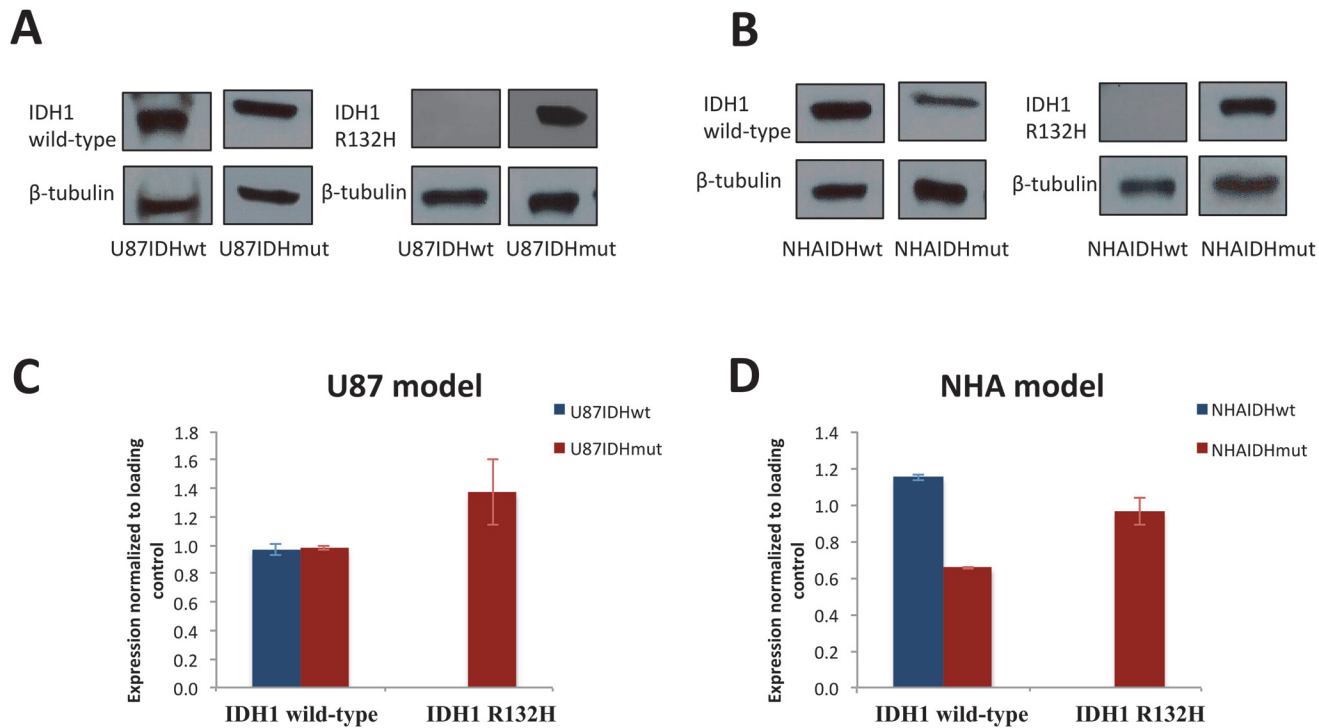 A
IDH1
wild-type
IDH1
R132H
β-tubulin
β-tubulin
U87IDHwt
U87IDHmut
U87IDHwt
U87IDHmut
B
IDH1
wild-type
IDH1
R132H
β-tubulin
β-tubulin
NHAIDHwt
NHAIDHmut
NHAIDHwt
NHAIDHmut
C
U87 model
U87IDHwt
U87IDHmut
Expression normalized to loading
control
1.8
1.6
1.4
1.2
1.0
0.8
0.6
0.4
0.2
0.0
IDH1 wild-type
IDH1 R132H
D
NHA model
NHAIDHwt
NHAIDHmut
Expression normalized to loading
control
1.4
1.2
1.0
0.8
0.6
0.4
0.2
0.0
IDH1 wild-type
IDH1 R132H